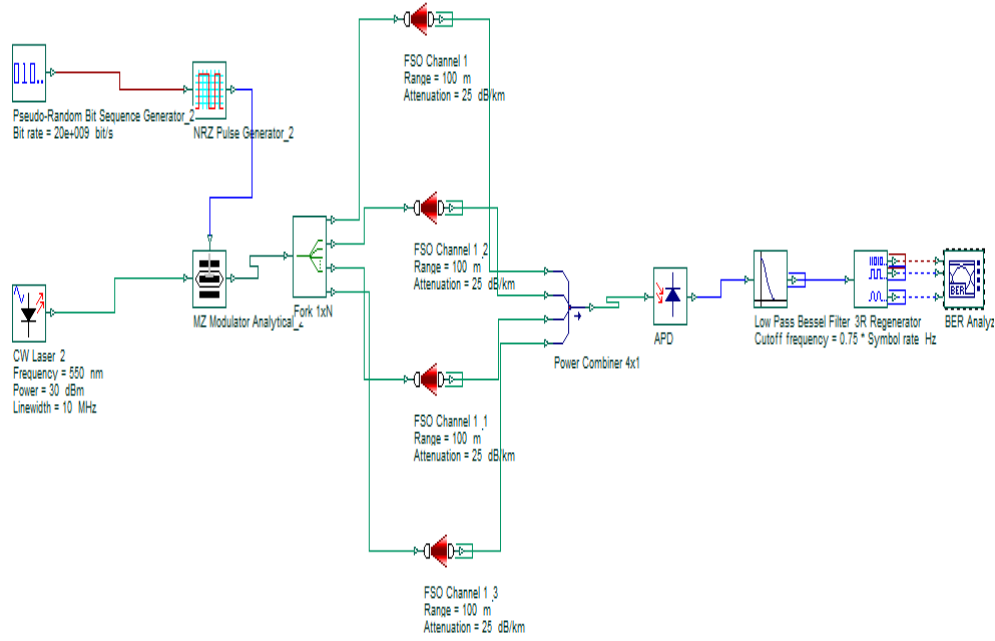 FSO Channel 1
Range = 100 m
Attenuation = 25 dB/km
010..
Pseudo-Random Bit Sequence Generator_2
Bit rate = 20e+009 bit/s
NRZ Pulse Generator_2
FSO Channel 1_2
Range = 100 m
Attenuation = 25 dB/km
MZ Modulator Analytical_2
Fork 1xN
CW Laser 2
Frequency = 550 nm
Power = 30 dBm
Linewidth = 10 MHz
APD
Low Pass Bessel Filter
Cutoff frequency = 0.75 * Symbol rate Hz
3R Regenerator
BER
BER Analyz
Power Combiner 4x1
FSO Channel 1_1
Range = 100 m
Attenuation = 25 dB/km
FSO Channel 1_3
Range = 100 m
Attenuation = 25 dB/km